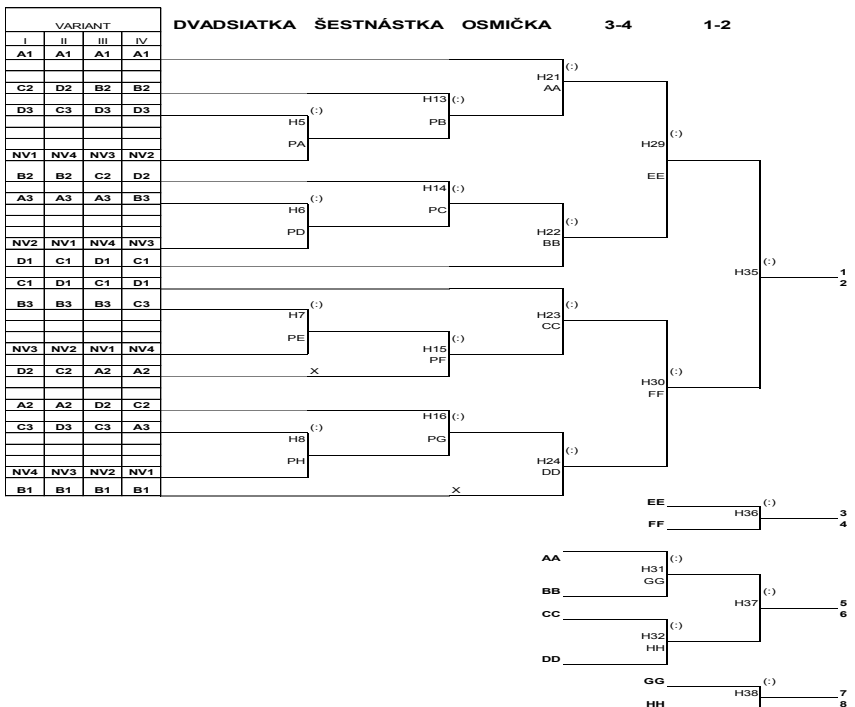 VARIANT
DVADSIATKA ŠESTNÁSTKA OSMIČKA 3-4 1-2
I II III IV
A1 A1 A1 A1
(:)
H21
C2 D2 B2 B2
AA
H13 (:)
D3 C3 D3 D3
(:)
H5
PB
(:)
PA
H29
NV1 NV4 NV3 NV2
B2 B2 C2 D2
EE
H14 (:)
A3 A3 A3 B3
(:)
H6
PC
(:)
PD
H22
NV2 NV1 NV4 NV3
BB
D1 C1 D1 C1
(:)
H35
1
C1 D1 C1 D1
2
B3 B3 B3 C3
(:)
(:)
H7
H23
CC
PE
(:)
NV3 NV2 NV1 NV4
H15
PF
D2 C2 A2 A2
X
(:)
H30
FF
A2 A2 D2 C2
H16 (:)
C3 D3 C3 A3
(:)
H8
PG
(:)
PH
H24
NV4 NV3 NV2 NV1
DD
B1 B1 B1 B1
X
EE
(:)
H36
3
FF
4
AA
(:)
H31
GG
BB
(:)
H37
5
CC
6
(:)
H32
HH
DD
GG
(:)
H38
7
HH
8